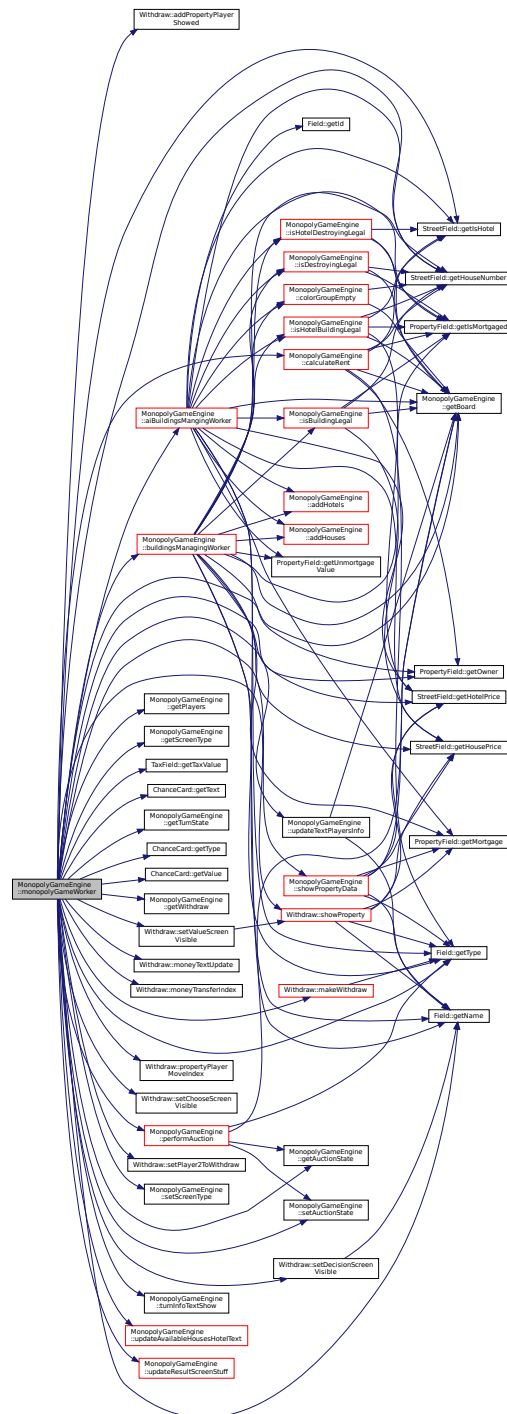 Withdraw::addPropertyPlayer
Showed
Field::getId
StreetField::getIsHotel
MonopolyGameEngine
::isHotelDestroyingLegal
MonopolyGameEngine
::isDestroyingLegal
StreetField::getHouseNumber
MonopolyGameEngine
::colorGroupEmpty
MonopolyGameEngine
::isHotelBuildingLegal
PropertyField::getIsMortgaged
MonopolyGameEngine
::calculateRent
MonopolyGameEngine
::getBoard
MonopolyGameEngine
::aiBuildingsMangingWorker
MonopolyGameEngine
::isBuildingLegal
MonopolyGameEngine
::addHotels
MonopolyGameEngine
::addHouses
MonopolyGameEngine
::buildingsManagingWorker
PropertyField::getUnmortgage
Value
PropertyField::getOwner
StreetField::getHotelPrice
MonopolyGameEngine
::getPlayers
MonopolyGameEngine
::getScreenType
StreetField::getHousePrice
TaxField::getTaxValue
ChanceCard::getText
MonopolyGameEngine
::getTurnState
MonopolyGameEngine
::updateTextPlayersInfo
PropertyField::getMortgage
ChanceCard::getType
ChanceCard::getValue
MonopolyGameEngine
::monopolyGameWorker
MonopolyGameEngine
::showPropertyData
MonopolyGameEngine
::getWithdraw
Withdraw::showProperty
Withdraw::setValueScreen
Visible
Field::getType
Withdraw::moneyTextUpdate
Withdraw::moneyTransferIndex
Withdraw::makeWithdraw
Field::getName
Withdraw::propertyPlayer
MoveIndex
Withdraw::setChooseScreen
Visible
MonopolyGameEngine
::performAuction
MonopolyGameEngine
::getAuctionState
Withdraw::setPlayer2ToWithdraw
MonopolyGameEngine
::setScreenType
MonopolyGameEngine
::setAuctionState
Withdraw::setDecisionScreen
Visible
MonopolyGameEngine
::turnInfoTextShow
MonopolyGameEngine
::updateAvailableHousesHotelText
MonopolyGameEngine
::updateResultScreenStuff